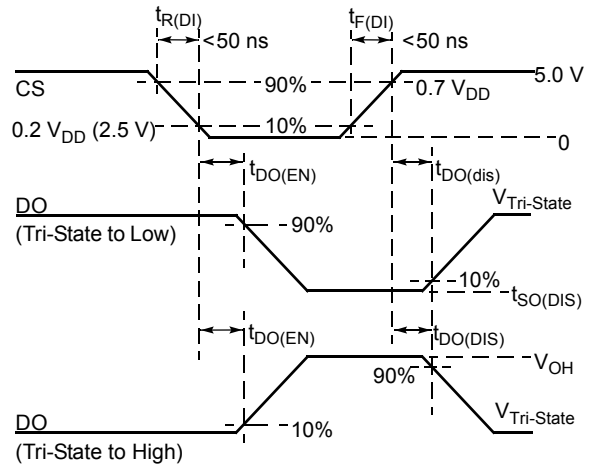 tR(DI) <50 ns tF(DI) <50 ns
5.0 V
CS 90% 0.7 VDD
0.2 VDD (2.5 V) 10% 0
tDO(EN) tDO(dis)
DO VTri-State
(Tri-State to Low) 90%
10%
tSO(DIS)
tDO(EN) tDO(DIS)
VOH
90%
DO 10% VTri-State
(Tri-State to High)